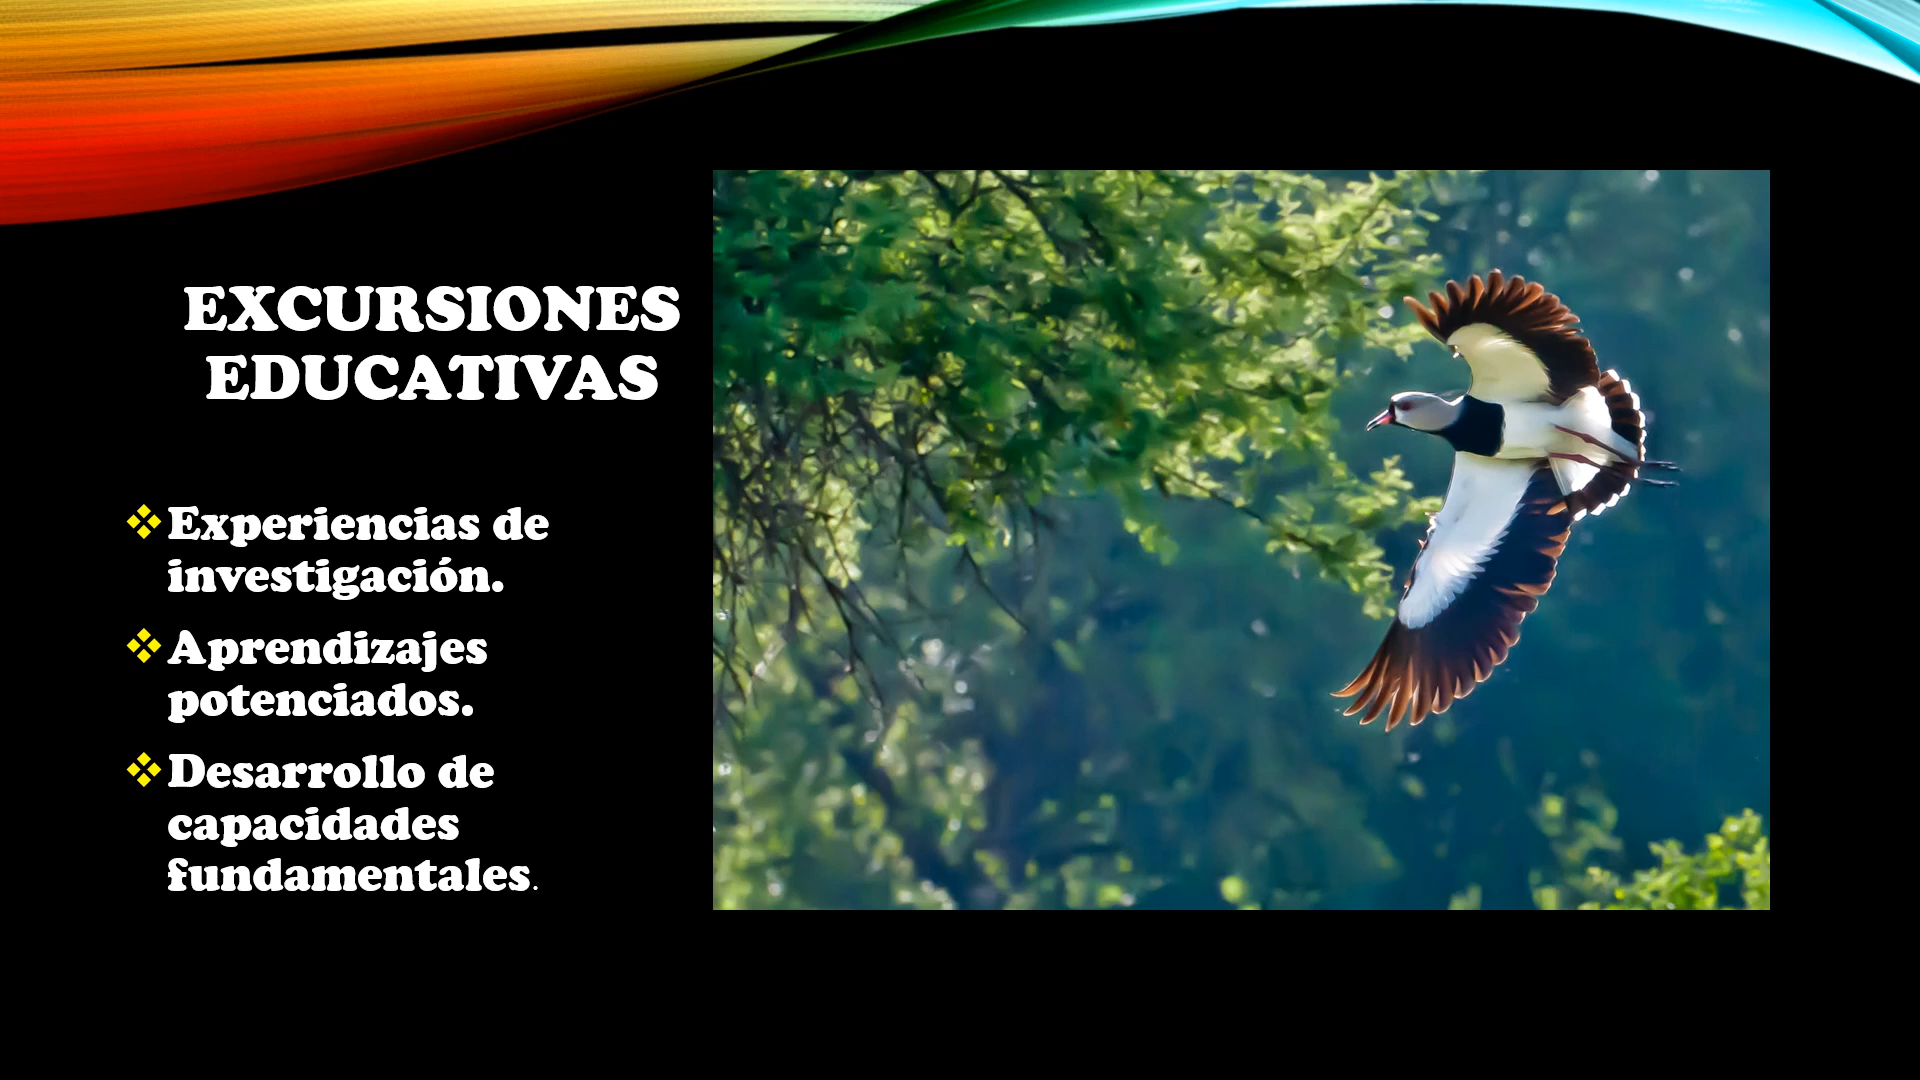 EXCURSIONES
EDUCATIVAS
Experiencias de
investigación.
Aprendizajes
potenciados.
Desarrollo de
capacidades
fundamentales.